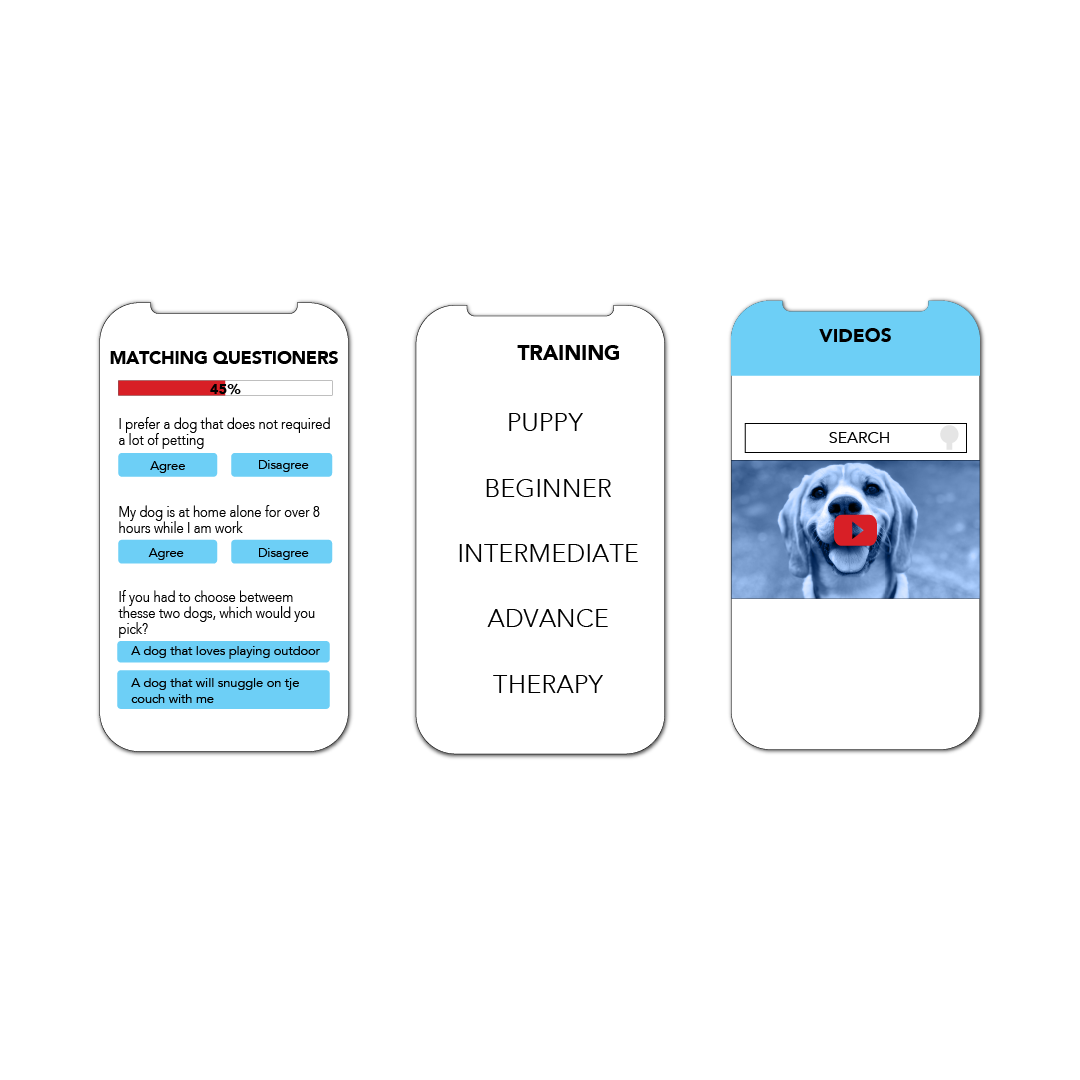 MATCHING QUESTIONERS
45%
I prefer a dog that does not required
a lot of petting
Agree
Disagree
My dog is at home alone for over 8
hours while I am work
Agree
Disagree
If you had to choose betweem
thesse two dogs, which would you
pick?
A dog that loves playing outdoor
A dog that will snuggle on tje
couch with me
TRAINING
PUPPY
BEGINNER
INTERMEDIATE
ADVANCE
THERAPY
VIDEOS
SEARCH